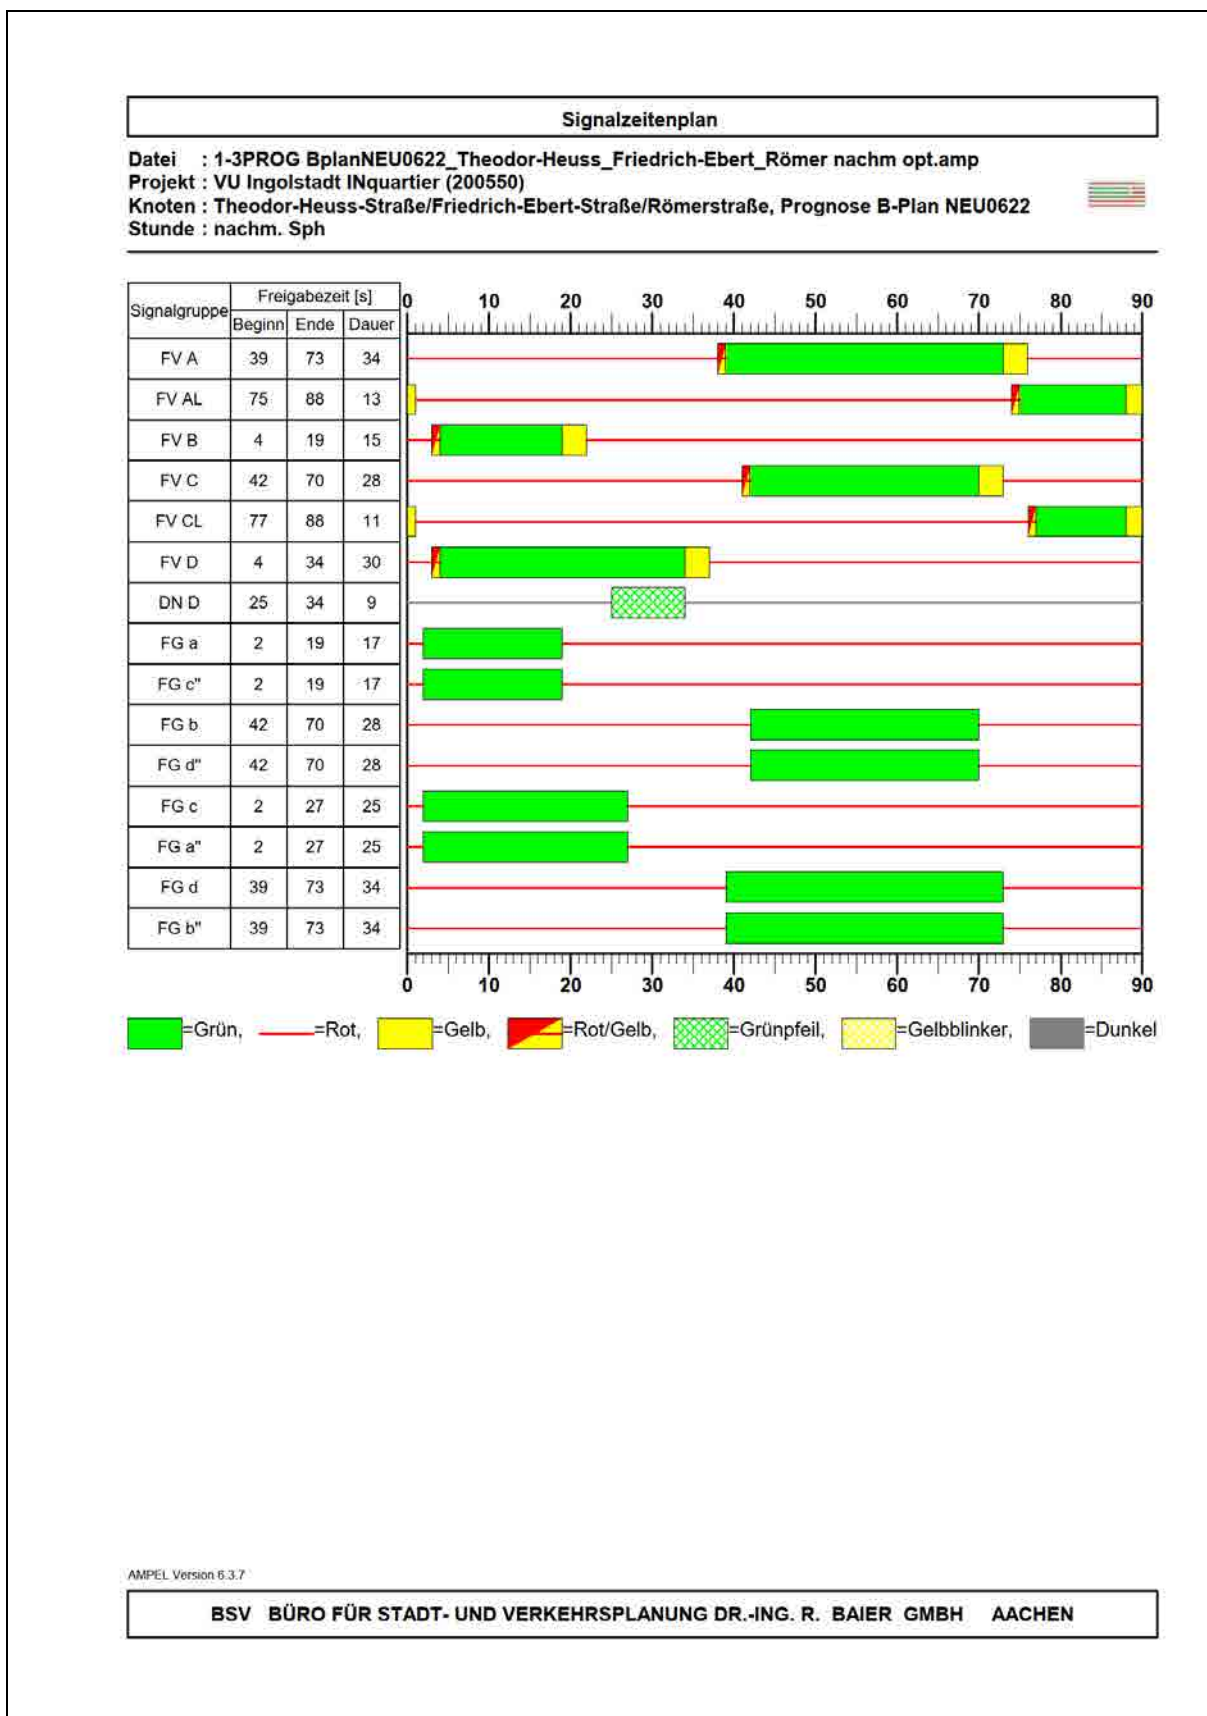 Signalzeitenplan
Datei : 1-3PROG BplanNEU0622_Theodor-Heuss_Friedrich-Ebert_Römer nachm opt.amp
Projekt : VU Ingolstadt INquartier (200550)
Knoten : Theodor-Heuss-Straße/Friedrich-Ebert-Straße/Römerstraße, Prognose B-Plan NEU0622
Stunde : nachm. Sph
Signalgruppe Freigabezeit [s]
Beginn Ende Dauer
0 10 20 30 40 50 60 70 80 90
FV A 39 73 34
FV AL 75 88 13
FV B 4 19 15
FV C 42 70 28
FV CL 77 88 11
FV D 4 34 30
DN D 25 34 9
FG a 2 19 17
FG c" 2 19 17
FG b 42 70 28
FG d" 42 70 28
FG c 2 27 25
FG a" 2 27 25
FG d 39 73 34
FG b" 39 73 34
0 10 20 30 40 50 60 70 80 90
=Grün, =Rot, =Gelb, =Rot/Gelb, =Grünpfeil, =Gelbblinker, =Dunkel
AMPEL Version 6.3.7
BSV BÜRO FÜR STADT- UND VERKEHRSPLANUNG DR.-ING. R. BAIER GMBH AACHEN